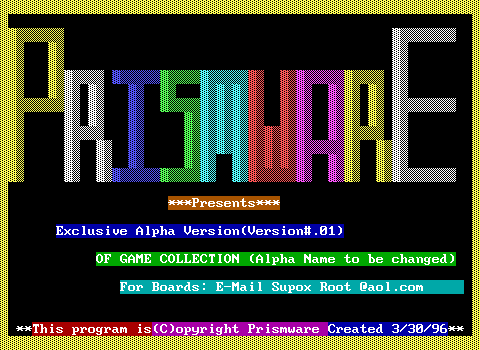 PRISMWARE
***Presents***
Exclusive Alpha Version(Version#.01)
OF GAME COLLECTION (Alpha Name to be changed)
For Boards: E-Mail Supox Root @aol.com
**This program is(C)opyright Prismware Created 3/30/96**